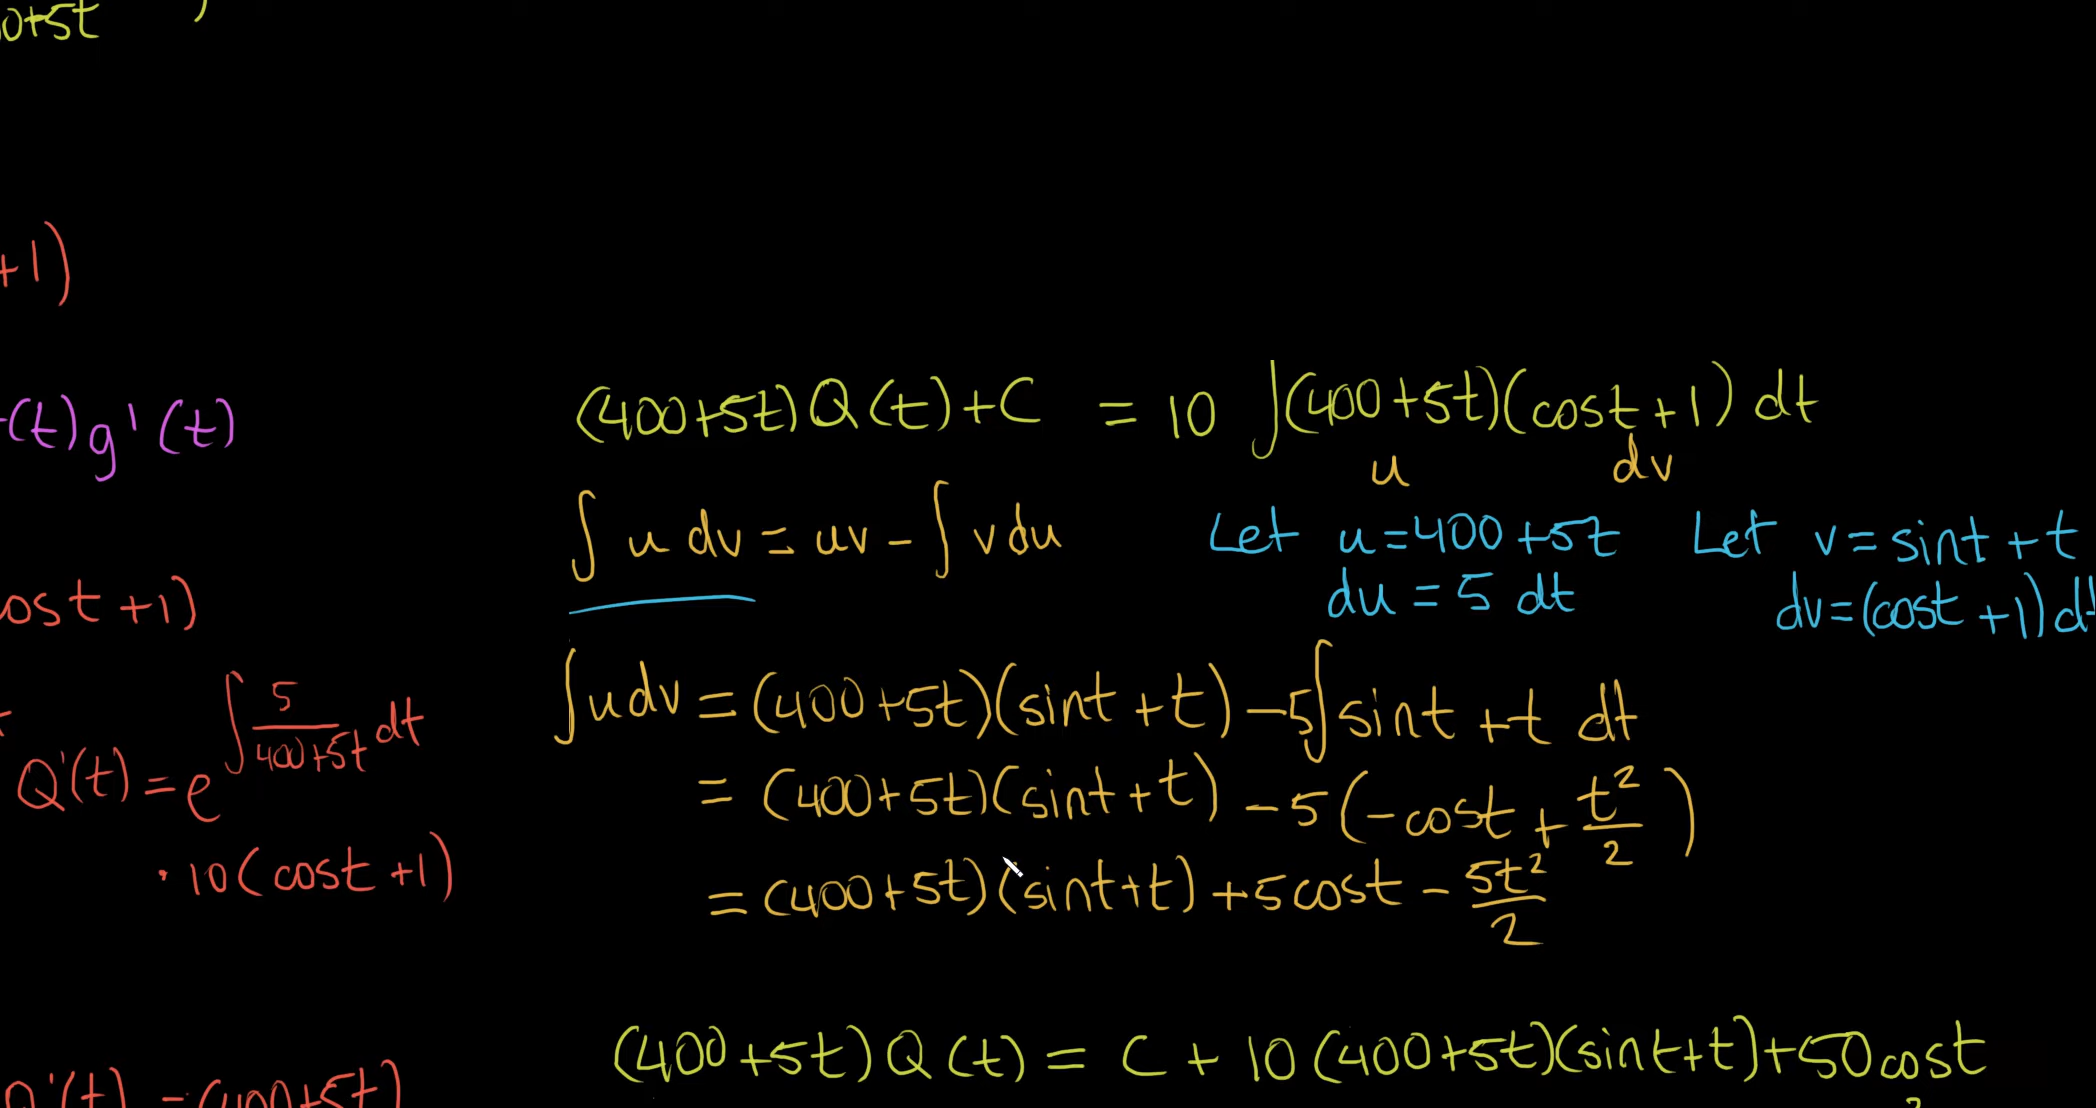 0+5t )
+1)
(t)g'(t)
ost+1)
Q'(t) = e^{∫ 5/(400+5t) dt}
· 10(cost+1)
Q'(t) = (400+5t)
(400+5t)Q(t)+C = 10 ∫(400+5t)(cost+1) dt
u dv
∫ u dv = uv - ∫ v du
Let u=400+5t Let v=sint+t
du = 5 dt dv=(cost+1)dt
∫udv = (400+5t)(sint+t) -5∫sint+t dt
= (400+5t)(sint+t) -5(-cost+t²/2)
= (400+5t)(sint+t) +5cost - 5t²/2
(400+5t)Q(t) = C + 10(400+5t)(sint+t)+50cost